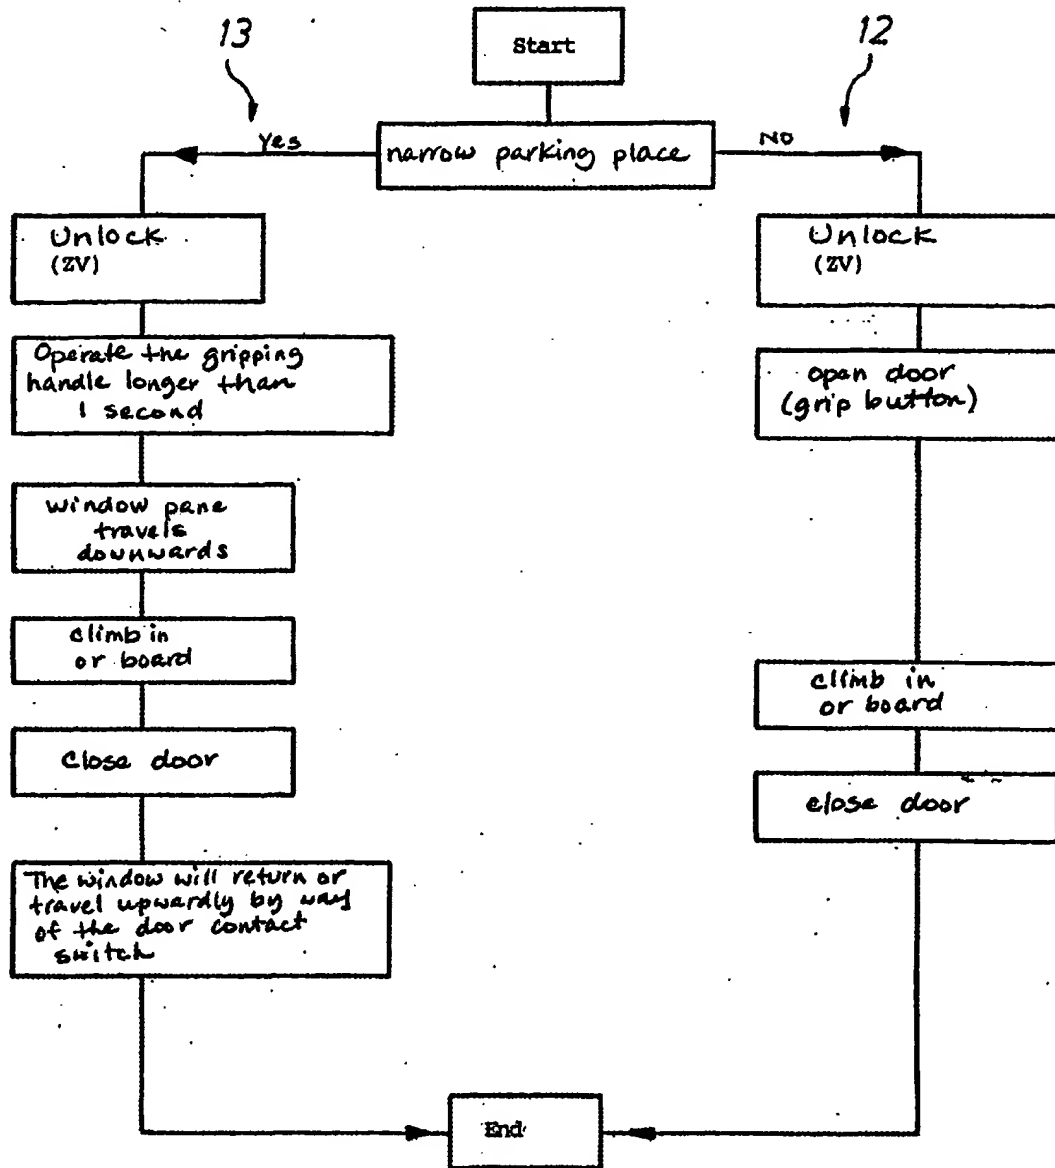 13
Start
12
Yes
narrow parking place
NO
Unlock
(ZV)
Operate the gripping
handle longer than
1 second
window pane
travels
downwards
climb in
or board
Close door
The window will return or
travel upwardly by way
of the door contact
switch
Unlock
(ZV)
open door
(grip button)
climb in
or board
close door
End